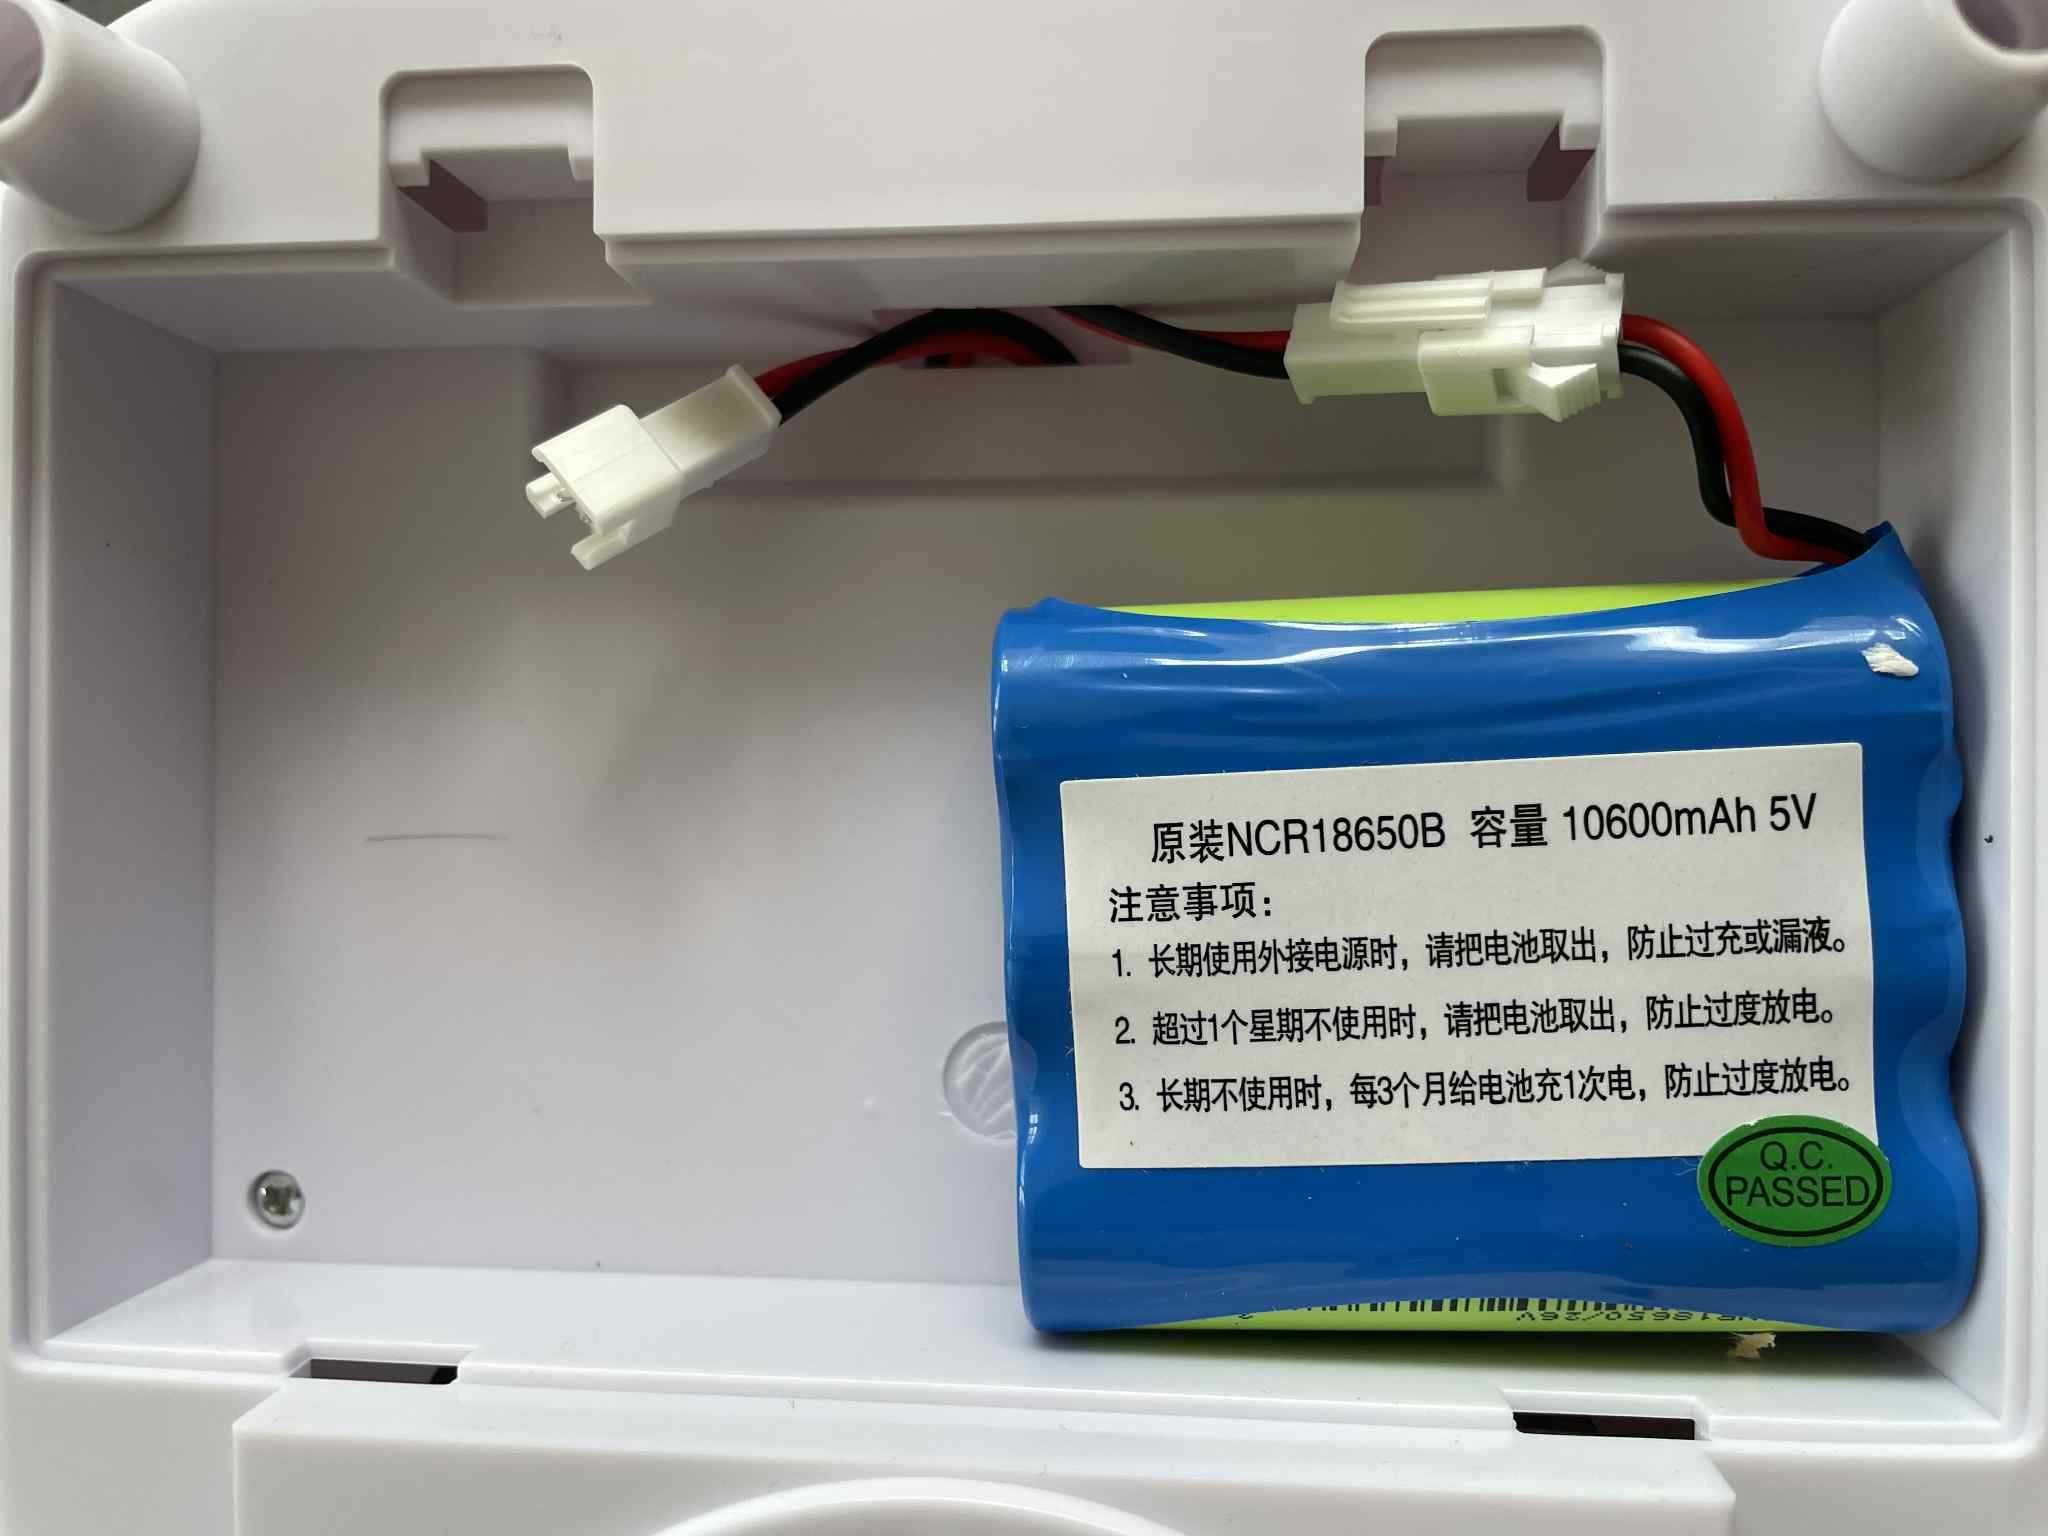 原装NCR18650B 容量 10600mAh 5V
注意事项：
1. 长期使用外接电源时，请把电池取出，防止过充或漏液。
2. 超过1个星期不使用时，请把电池取出，防止过度放电。
3. 长期不使用时，每3个月给电池充1次电，防止过度放电。
Q.C.
PASSED